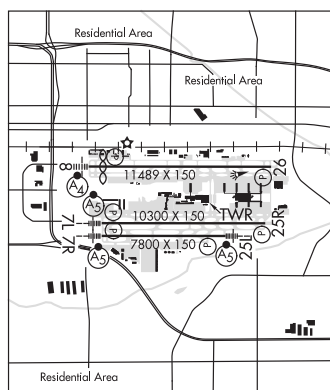 Residential Area
Residential Area
P
8
11489 X 150
P
26
A4
A5
10300 X 150
TWR
P
7L
P
25R
P
7R
7800 X 150
P
25L
A5
A5
Residential Area